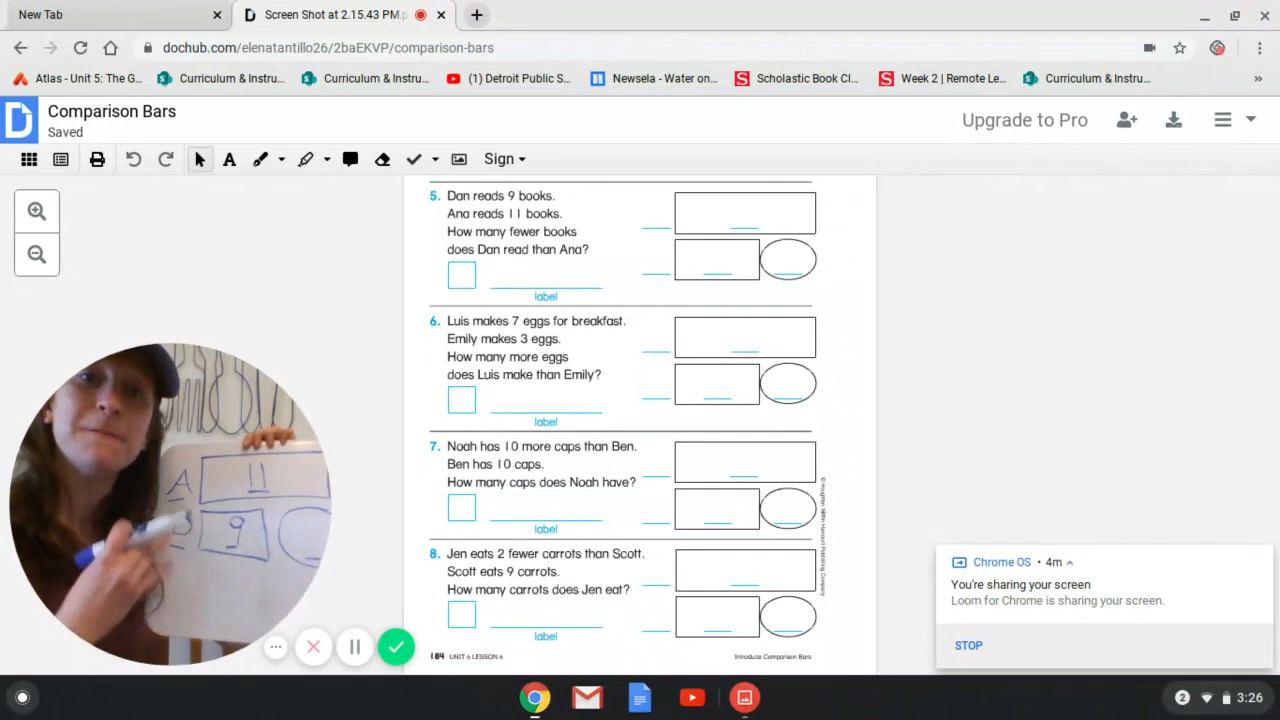 New Tab
Screen Shot at 2.15.43 PM.p
dochub.com/elenatantillo26/2baEKVP/comparison-bars
Atlas - Unit 5: The G...
Curriculum & Instru...
Curriculum & Instru...
(1) Detroit Public S...
Newsela - Water on...
Scholastic Book Cl...
Week 2 | Remote Le...
Curriculum & Instru...
»
D
Comparison Bars
Saved
Upgrade to Pro
A
Sign
5. Dan reads 9 books.
Ana reads 11 books.
How many fewer books
does Dan read than Ana?
label
6. Luis makes 7 eggs for breakfast.
Emily makes 3 eggs.
How many more eggs
does Luis make than Emily?
label
7. Noah has 10 more caps than Ben.
Ben has 10 caps.
How many caps does Noah have?
label
8. Jen eats 2 fewer carrots than Scott.
Scott eats 9 carrots.
How many carrots does Jen eat?
label
184 UNIT 6 LESSON 6
Introduce Comparison Bars
© Houghton Mifflin Harcourt Publishing Company
A 11
9
Chrome OS • 4m
You're sharing your screen
Loom for Chrome is sharing your screen.
STOP
2
3:26